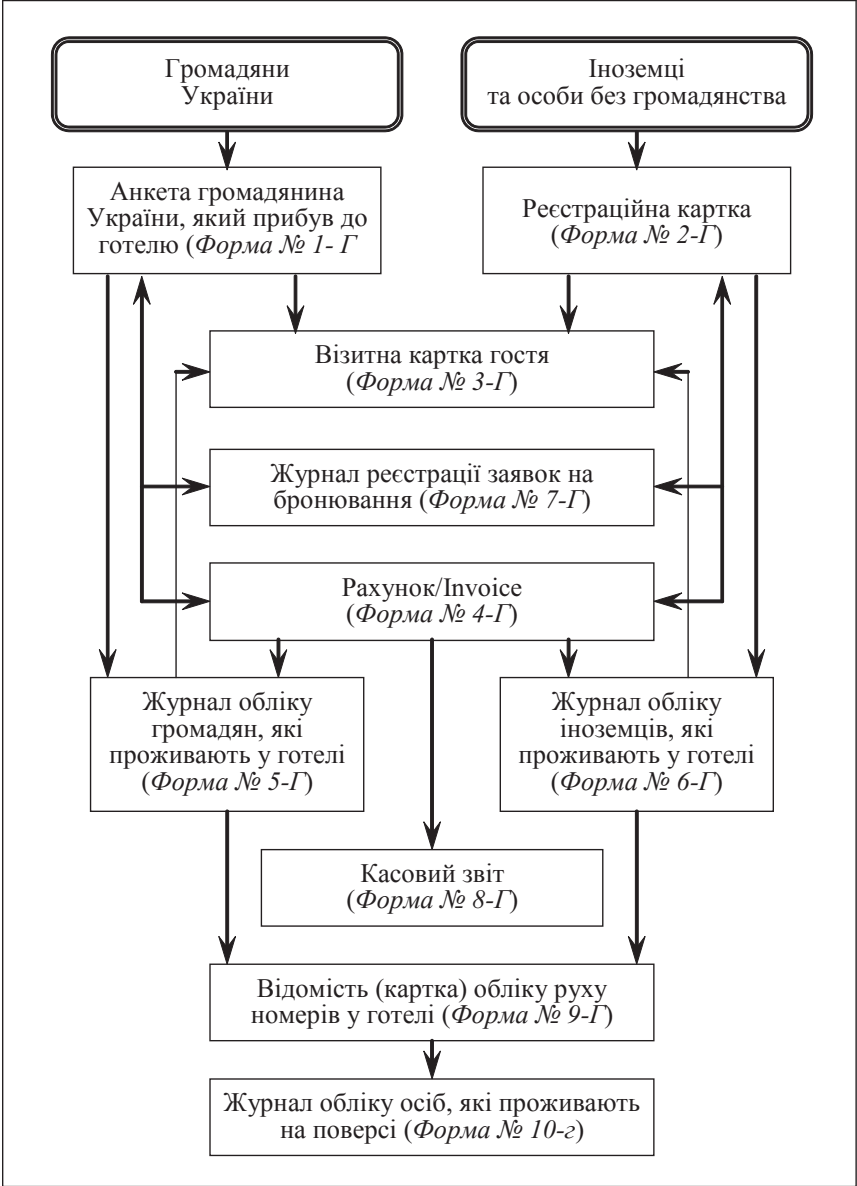 Громадяни
України
Іноземці
та особи без громадянства
Анкета громадянина
України, який прибув до
готелю (Форма № 1- Г
Реєстраційна картка
(Форма № 2-Г)
Візитна картка гостя
(Форма № 3-Г)
Журнал реєстрації заявок на
бронювання (Форма № 7-Г)
Рахунок/Invoice
(Форма № 4-Г)
Журнал обліку
громадян, які
проживають у готелі
(Форма № 5-Г)
Журнал обліку
іноземців, які
проживають у готелі
(Форма № 6-Г)
Касовий звіт
(Форма № 8-Г)
Відомість (картка) обліку руху
номерів у готелі (Форма № 9-Г)
Журнал обліку осіб, які проживають
на поверсі (Форма № 10-г)